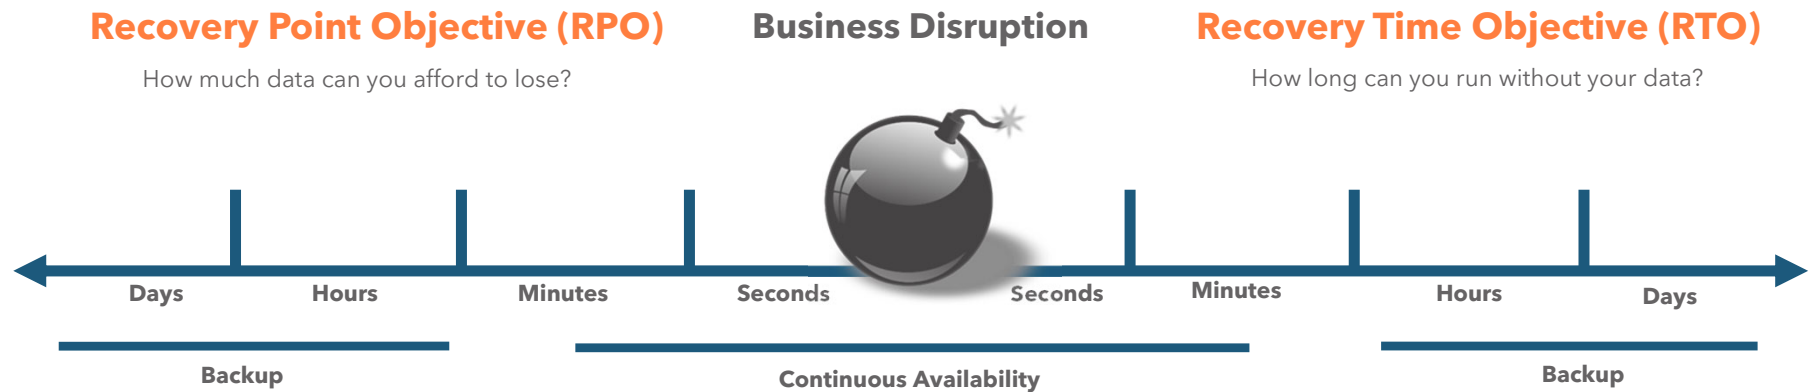 Recovery Point Objective (RPO)
Business Disruption
Recovery Time Objective (RTO)
How much data can you afford to lose?
How long can you run without your data?
Days
Hours
Minutes
Seconds
Seconds
Minutes
Hours
Days
Backup
Continuous Availability
Backup